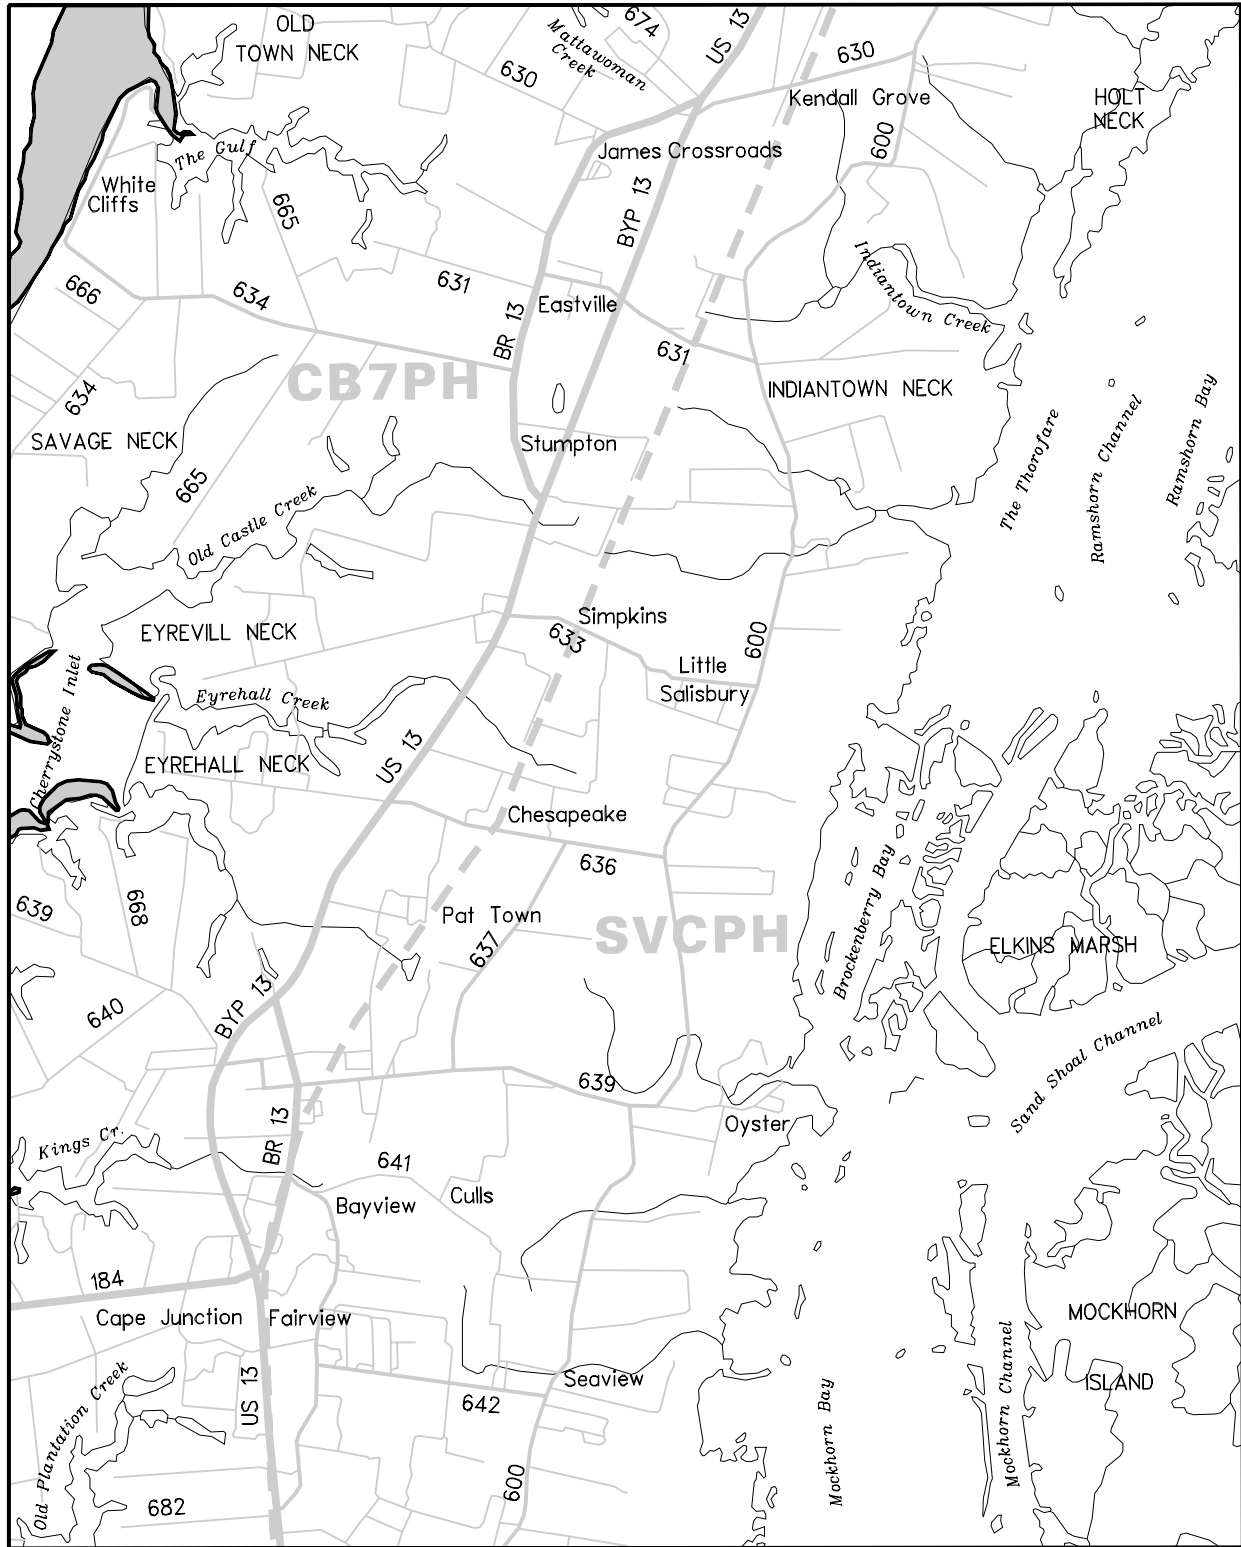 OLD
TOWN NECK
674
US 13
Mattawoman
Creek
630
630
Kendall Grove
HOLT
NECK
600
James Crossroads
The Gulf
White
Cliffs
665
BYP 13
Indiantown Creek
666
634
631
Eastville
BR 13
631
CB7PH
INDIANTOWN NECK
634
SAVAGE NECK
Stumpton
The Thorofare
Ramshorn Channel
Ramshorn Bay
665
Old Castle Creek
EYREVILL NECK
Simpkins
633
600
Little
Salisbury
Cherrystone Inlet
Eyrehall Creek
EYREHALL NECK
US 13
Chesapeake
636
Brockenberry Bay
639
668
Pat Town
637
SVCPH
ELKINS MARSH
640
BYP 13
Sand Shoal Channel
639
Oyster
Kings Cr.
BR 13
641
Bayview
Culls
184
Cape Junction
Fairview
MOCKHORN
ISLAND
Old Plantation Creek
US 13
Seaview
642
Mockhorn Bay
Mockhorn Channel
600
682